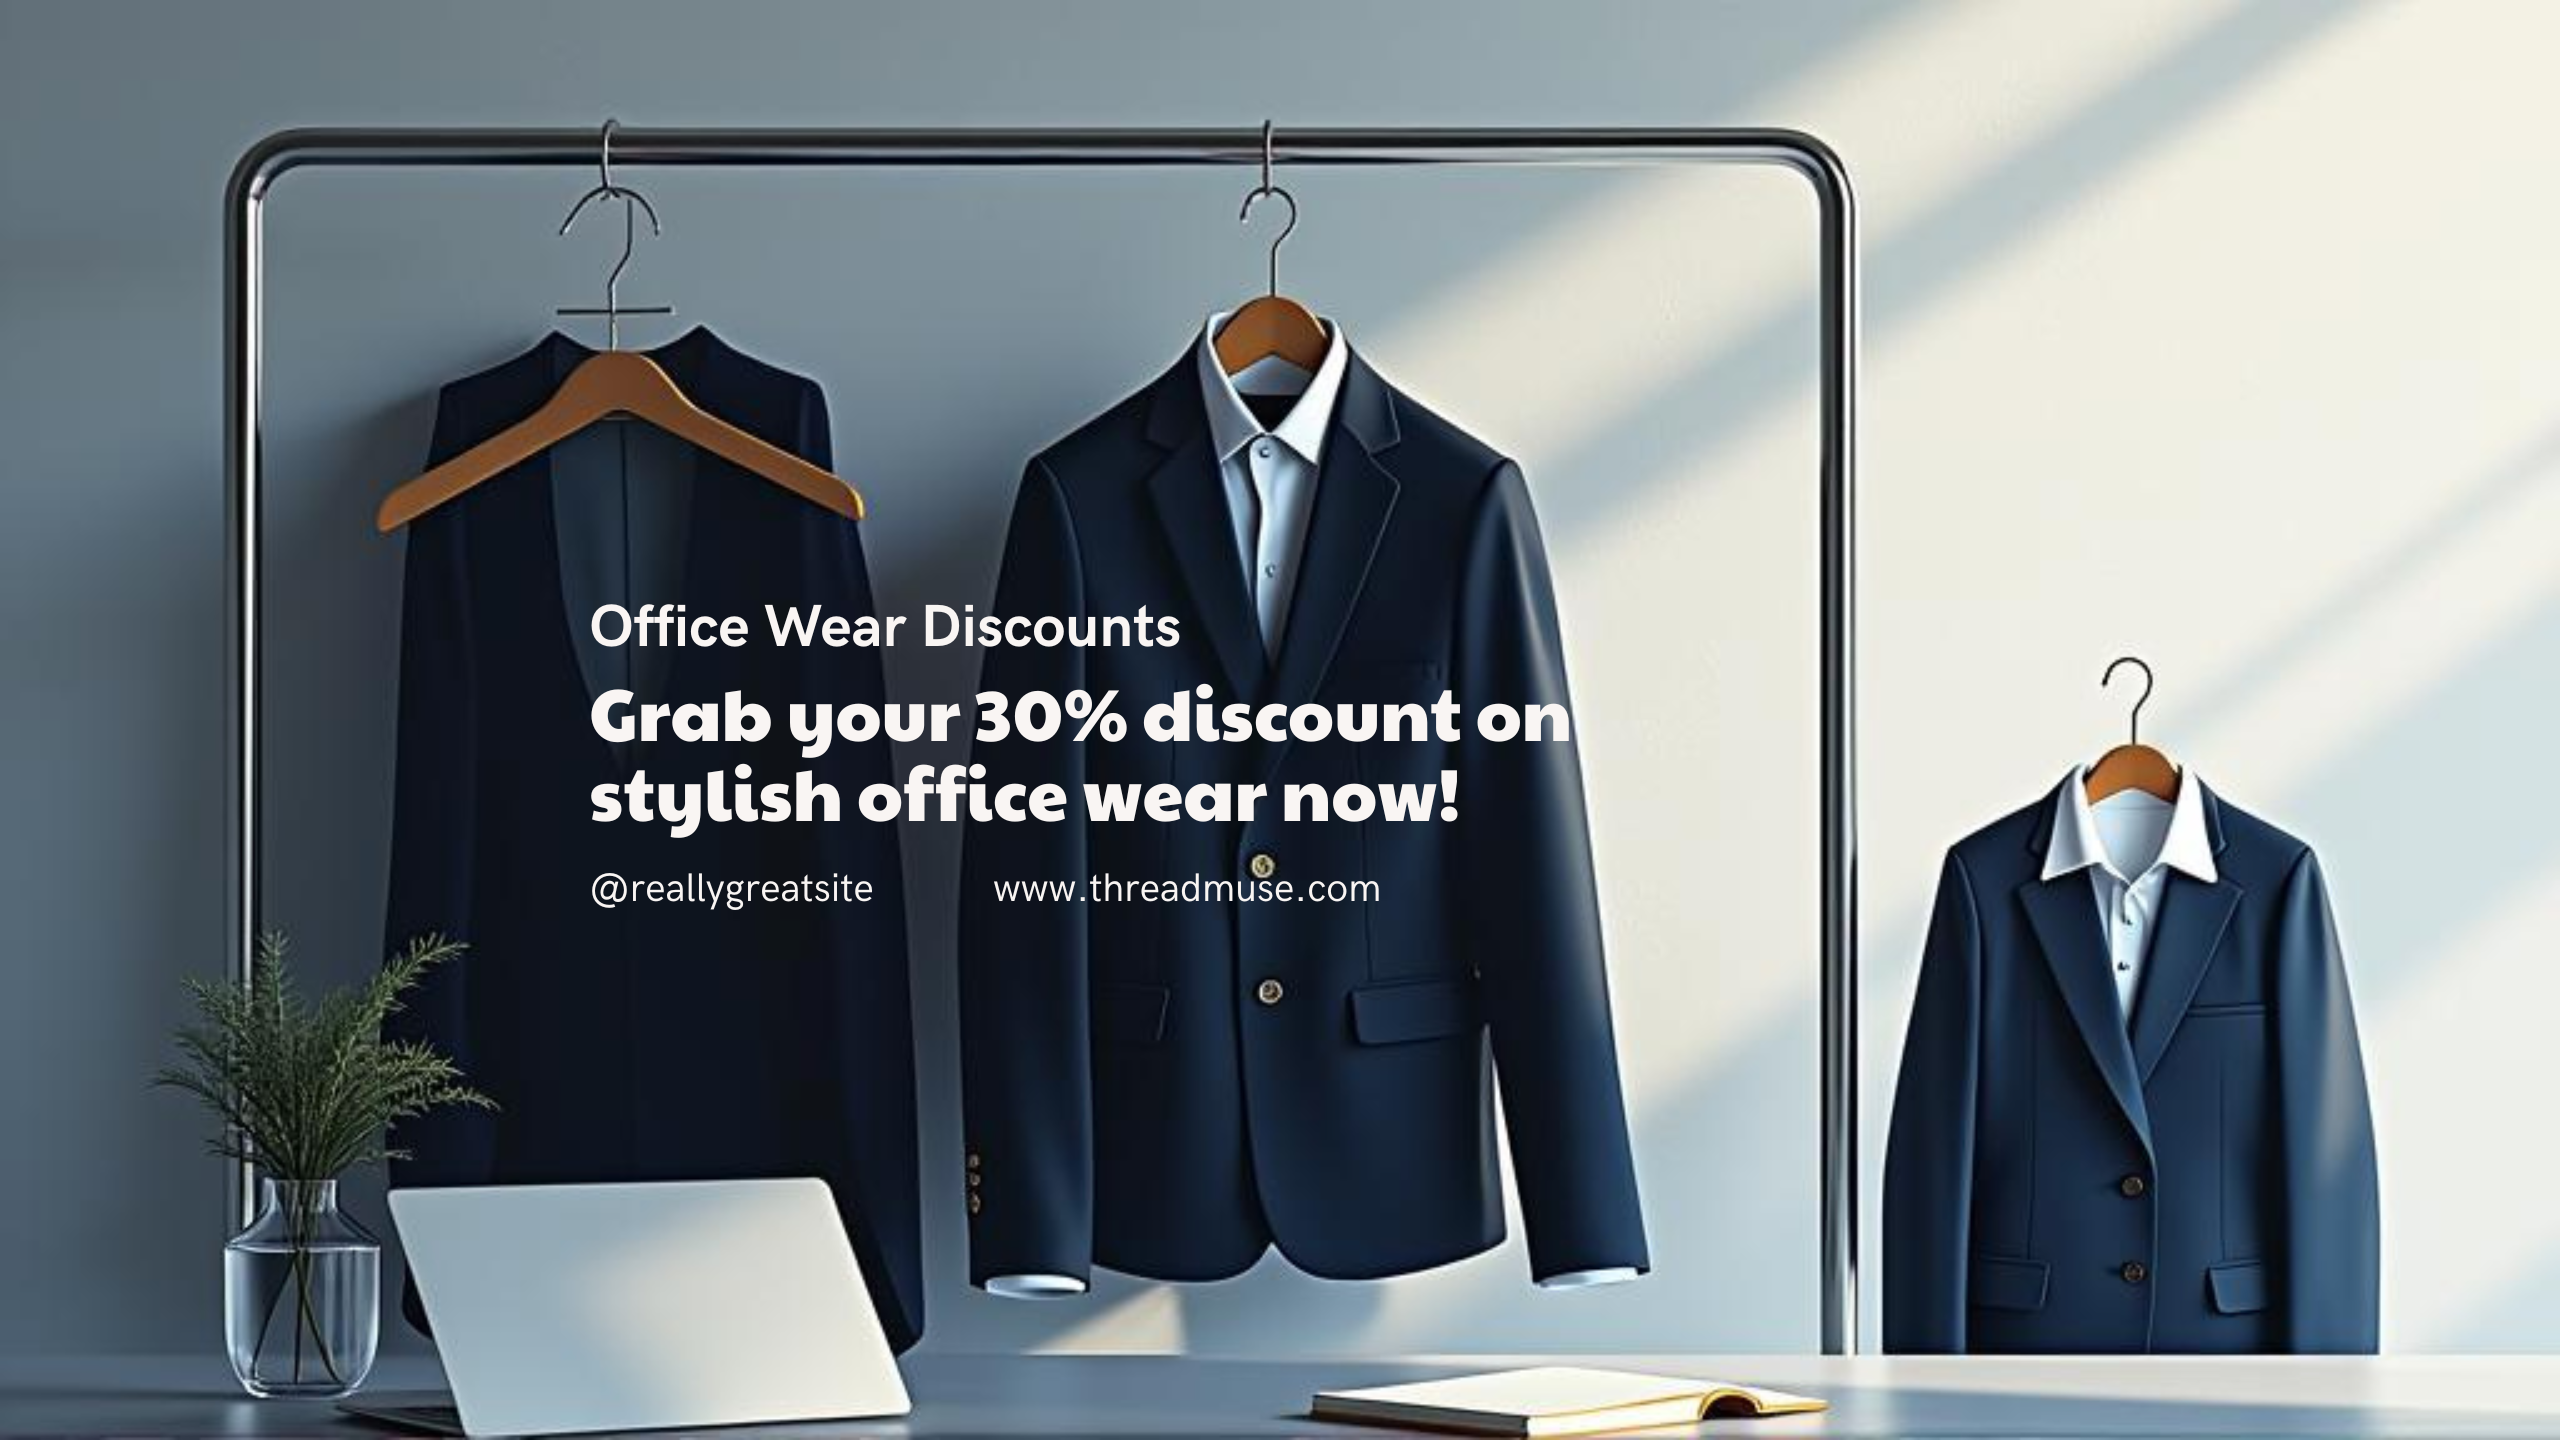 Office Wear Discounts
Grab your 30% discount on
stylish office wear now!
@reallygreatsite www.threadmuse.com